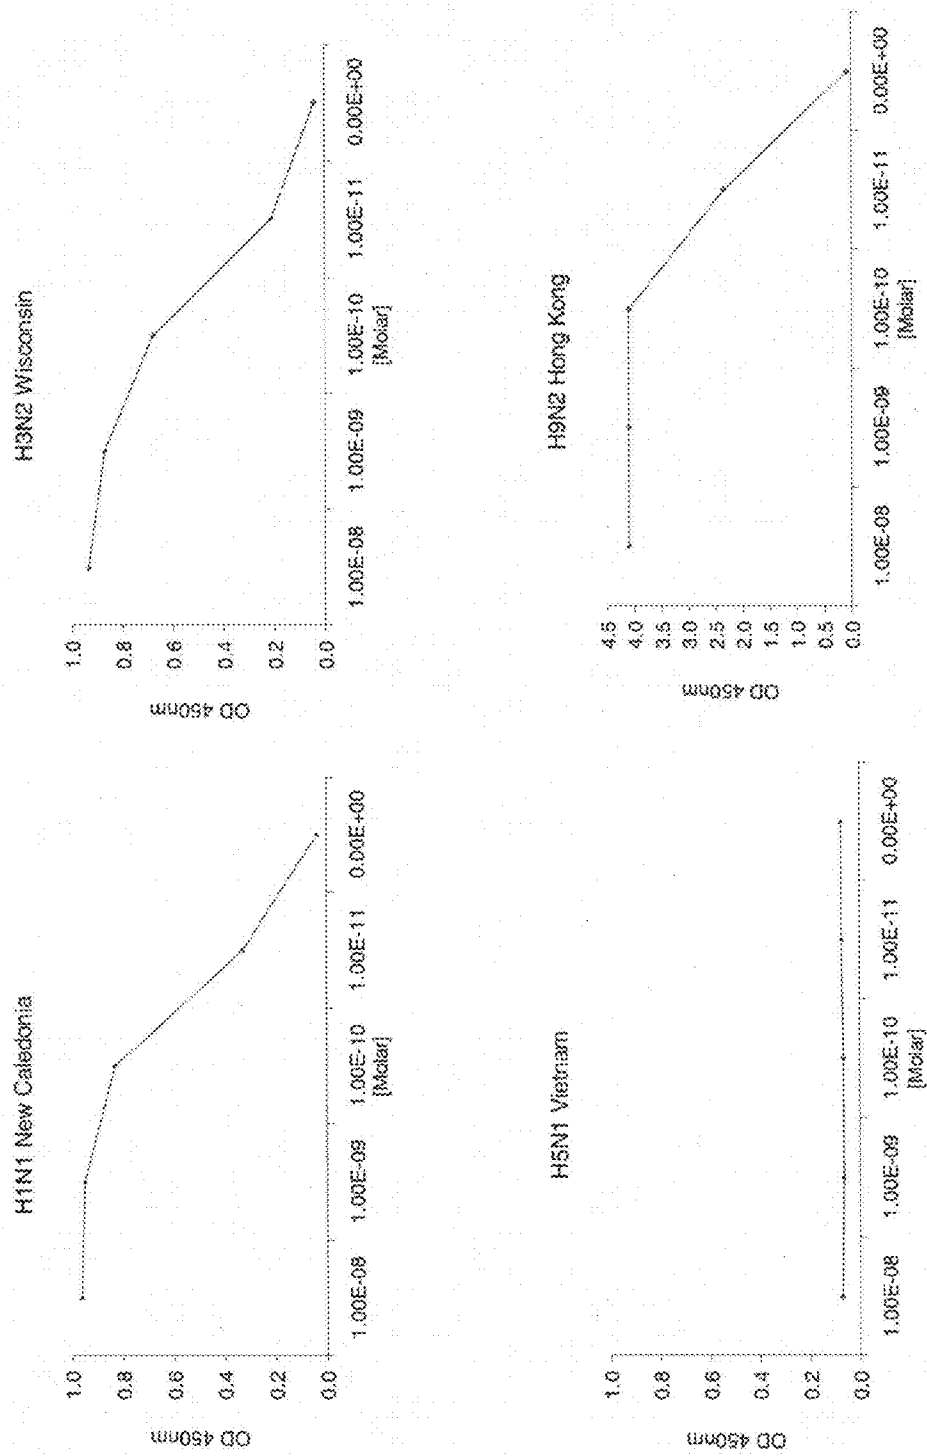 H1N1 New Caledonia
OD 450nm
1.0
0.8
0.6
0.4
0.2
0.0
1.00E-08 1.00E-09 1.00E-10 1.00E-11 0.00E+00
[Molar]
H3N2 Wisconsin
OD 450nm
1.0
0.8
0.6
0.4
0.2
0.0
1.00E-08 1.00E-09 1.00E-10 1.00E-11 0.00E+00
[Molar]
H5N1 Vietnam
OD 450nm
1.0
0.8
0.6
0.4
0.2
0.0
1.00E-08 1.00E-09 1.00E-10 1.00E-11 0.00E+00
[Molar]
H9N2 Hong Kong
OD 450nm
4.5
4.0
3.5
3.0
2.5
2.0
1.5
1.0
0.5
0.0
1.00E-08 1.00E-09 1.00E-10 1.00E-11 0.00E+00
[Molar]